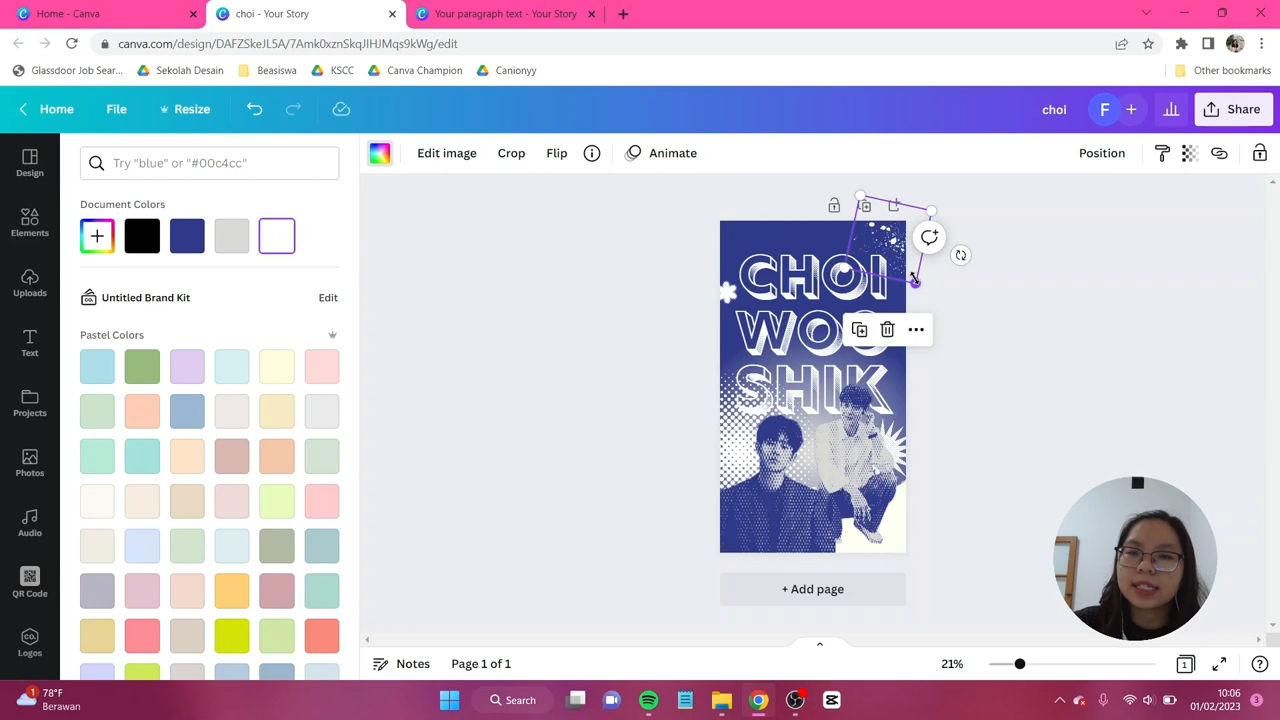 Home - Canva
choi - Your Story
Your paragraph text - Your Story
canva.com/design/DAFZSkeJL5A/7Amk0xznSkqJIHJMqs9kWg/edit
Glassdoor Job Sear...
Sekolah Desain
Beasiswa
KSCC
Canva Champion
Canionyy
Other bookmarks
Home
File
Resize
choi
F
Share
Design
Elements
Uploads
Text
Projects
Photos
Audio
QR Code
Logos
Try "blue" or "#00c4cc"
Document Colors
Untitled Brand Kit
Edit
Pastel Colors
Edit image
Crop
Flip
Animate
Position
CHOI
WOO
SHIK
+ Add page
Notes
Page 1 of 1
21%
1
1
78°F
Berawan
Search
10:06
01/02/2023
3